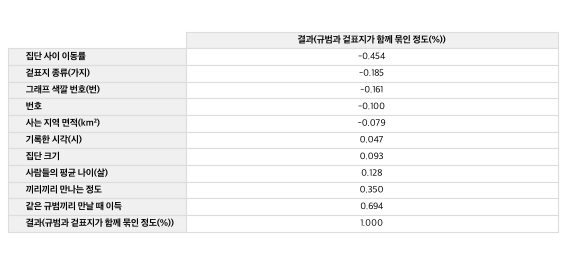 결과(규범과 겉표지가 함께 묶인 정도(%))
집단 사이 이동률 -0.454
겉표지 종류(가지) -0.185
그래프 색깔 번호(번) -0.161
번호 -0.100
사는 지역 면적(km²) -0.079
기록한 시각(시) 0.047
집단 크기 0.093
사람들의 평균 나이(살) 0.128
끼리끼리 만나는 정도 0.350
같은 규범끼리 만날 때 이득 0.694
결과(규범과 겉표지가 함께 묶인 정도(%)) 1.000